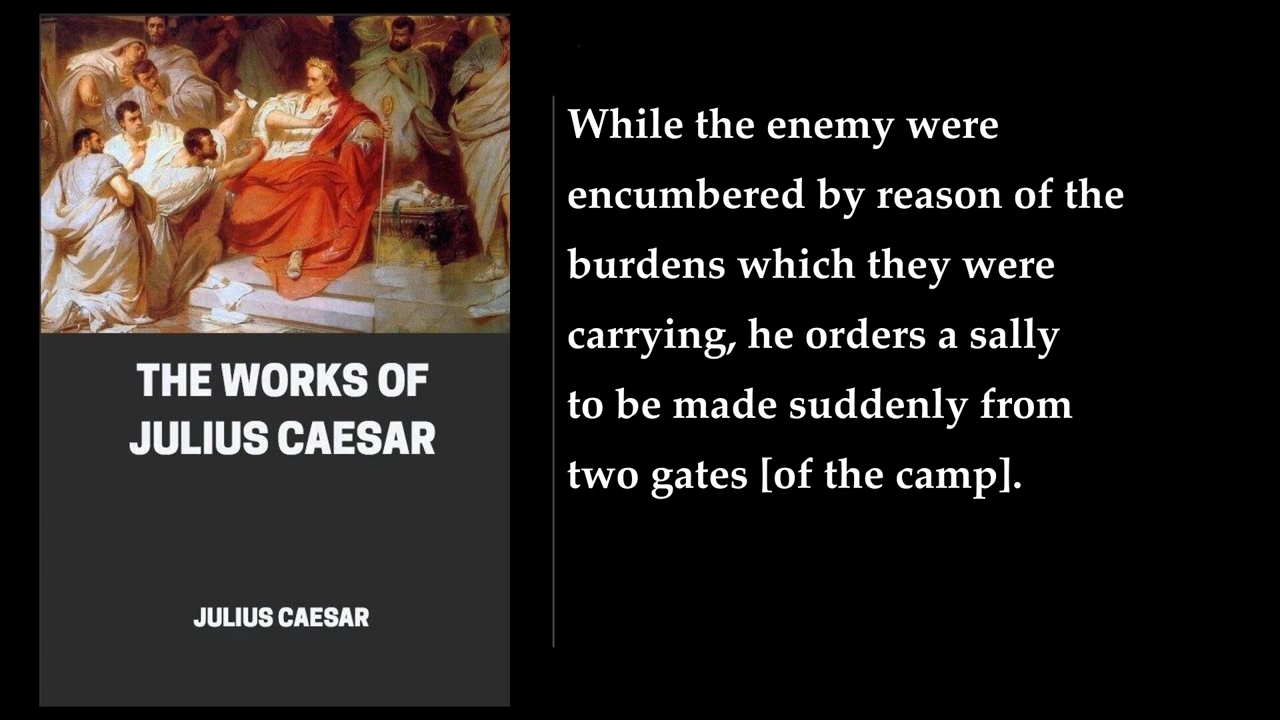 THE WORKS OF
JULIUS CAESAR
JULIUS CAESAR
While the enemy were
encumbered by reason of the
burdens which they were
carrying, he orders a sally
to be made suddenly from
two gates [of the camp].